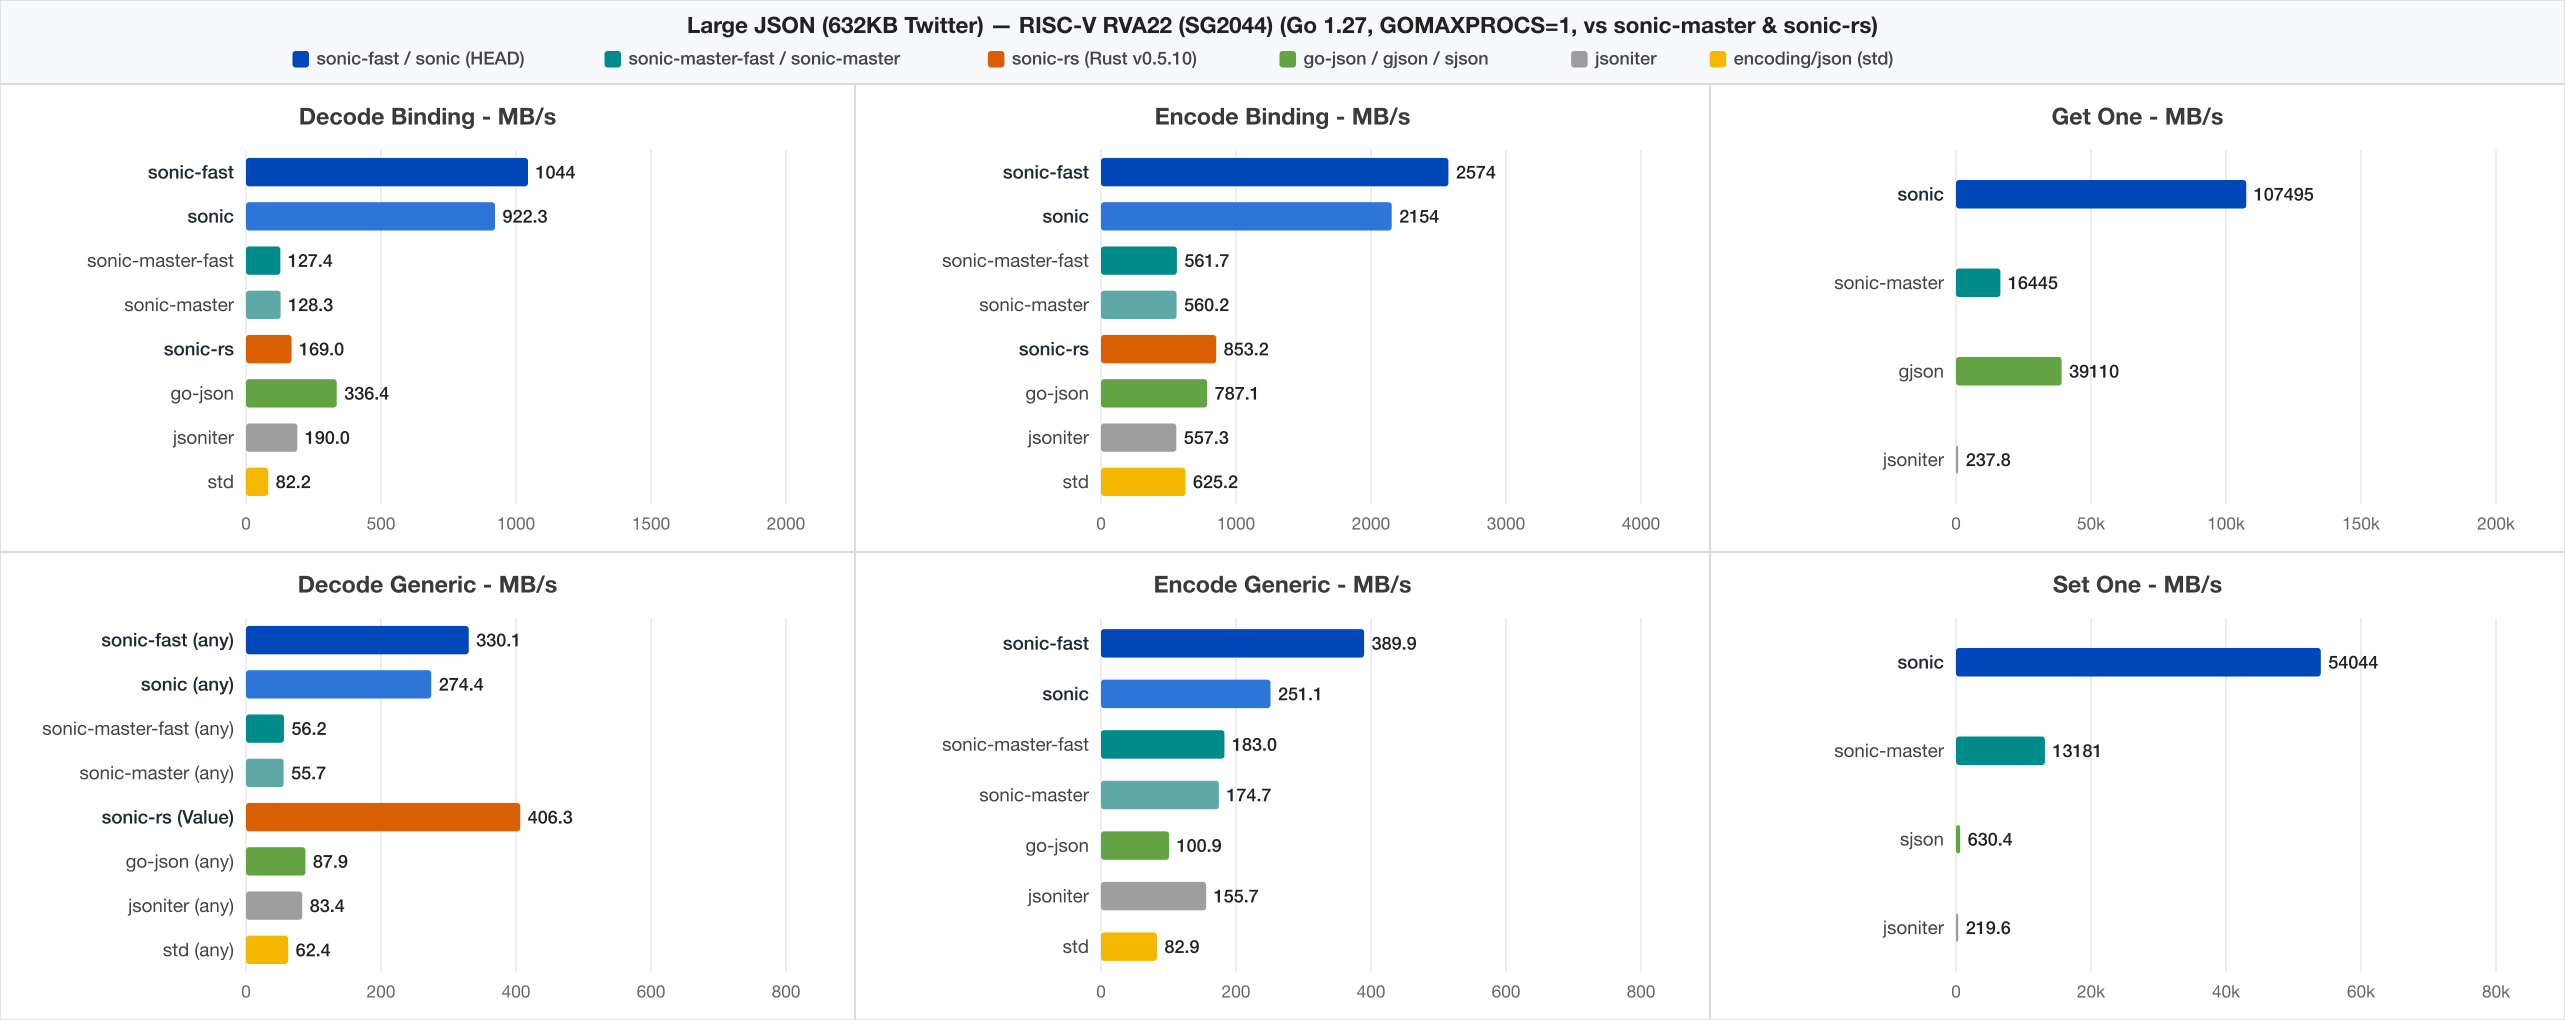 Large JSON (632KB Twitter) — RISC-V RVA22 (SG2044) (Go 1.27, GOMAXPROCS=1, vs sonic-master & sonic-rs)
sonic-fast / sonic (HEAD) sonic-master-fast / sonic-master sonic-rs (Rust v0.5.10) go-json / gjson / sjson jsoniter encoding/json (std)
Decode Binding - MB/s
sonic-fast 1044
sonic 922.3
sonic-master-fast 127.4
sonic-master 128.3
sonic-rs 169.0
go-json 336.4
jsoniter 190.0
std 82.2
0 500 1000 1500 2000
Encode Binding - MB/s
sonic-fast 2574
sonic 2154
sonic-master-fast 561.7
sonic-master 560.2
sonic-rs 853.2
go-json 787.1
jsoniter 557.3
std 625.2
0 1000 2000 3000 4000
Get One - MB/s
sonic 107495
sonic-master 16445
gjson 39110
jsoniter 237.8
0 50k 100k 150k 200k
Decode Generic - MB/s
sonic-fast (any) 330.1
sonic (any) 274.4
sonic-master-fast (any) 56.2
sonic-master (any) 55.7
sonic-rs (Value) 406.3
go-json (any) 87.9
jsoniter (any) 83.4
std (any) 62.4
0 200 400 600 800
Encode Generic - MB/s
sonic-fast 389.9
sonic 251.1
sonic-master-fast 183.0
sonic-master 174.7
go-json 100.9
jsoniter 155.7
std 82.9
0 200 400 600 800
Set One - MB/s
sonic 54044
sonic-master 13181
sjson 630.4
jsoniter 219.6
0 20k 40k 60k 80k